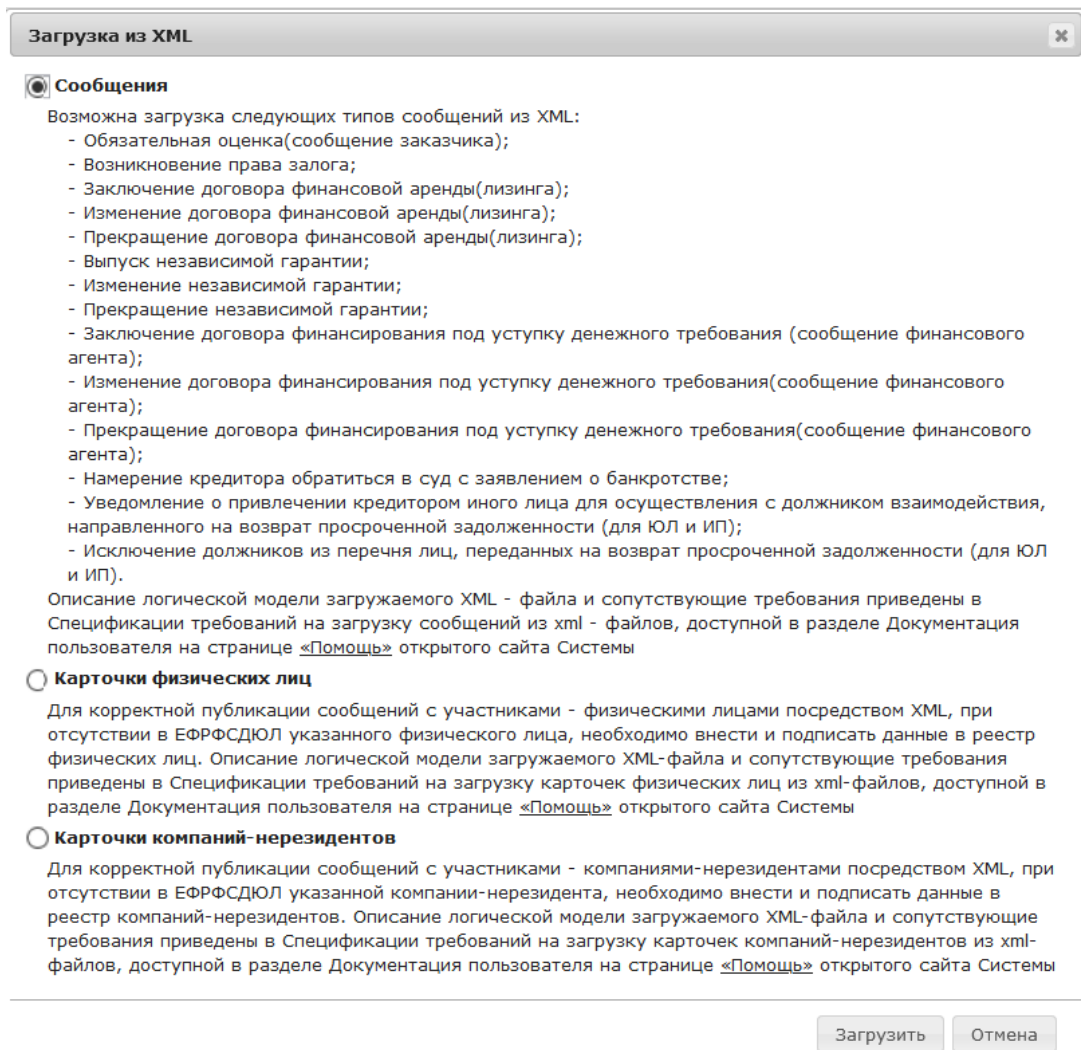 Загрузка из XML
Сообщения
Возможна загрузка следующих типов сообщений из XML:
- Обязательная оценка(сообщение заказчика);
- Возникновение права залога;
- Заключение договора финансовой аренды(лизинга);
- Изменение договора финансовой аренды(лизинга);
- Прекращение договора финансовой аренды(лизинга);
- Выпуск независимой гарантии;
- Изменение независимой гарантии;
- Прекращение независимой гарантии;
- Заключение договора финансирования под уступку денежного требования (сообщение финансового
агента);
- Изменение договора финансирования под уступку денежного требования(сообщение финансового
агента);
- Прекращение договора финансирования под уступку денежного требования(сообщение финансового
агента);
- Намерение кредитора обратиться в суд с заявлением о банкротстве;
- Уведомление о привлечении кредитором иного лица для осуществления с должником взаимодействия,
направленного на возврат просроченной задолженности (для ЮЛ и ИП);
- Исключение должников из перечня лиц, переданных на возврат просроченной задолженности (для ЮЛ
и ИП).
Описание логической модели загружаемого XML - файла и сопутствующие требования приведены в
Спецификации требований на загрузку сообщений из xml - файлов, доступной в разделе Документация
пользователя на странице «Помощь» открытого сайта Системы
Карточки физических лиц
Для корректной публикации сообщений с участниками - физическими лицами посредством XML, при
отсутствии в ЕФРФСДЮЛ указанного физического лица, необходимо внести и подписать данные в реестр
физических лиц. Описание логической модели загружаемого XML-файла и сопутствующие требования
приведены в Спецификации требований на загрузку карточек физических лиц из xml-файлов, доступной в
разделе Документация пользователя на странице «Помощь» открытого сайта Системы
Карточки компаний-нерезидентов
Для корректной публикации сообщений с участниками - компаниями-нерезидентами посредством XML, при
отсутствии в ЕФРФСДЮЛ указанной компании-нерезидента, необходимо внести и подписать данные в
реестр компаний-нерезидентов. Описание логической модели загружаемого XML-файла и сопутствующие
требования приведены в Спецификации требований на загрузку карточек компаний-нерезидентов из xml-
файлов, доступной в разделе Документация пользователя на странице «Помощь» открытого сайта Системы
Загрузить Отмена